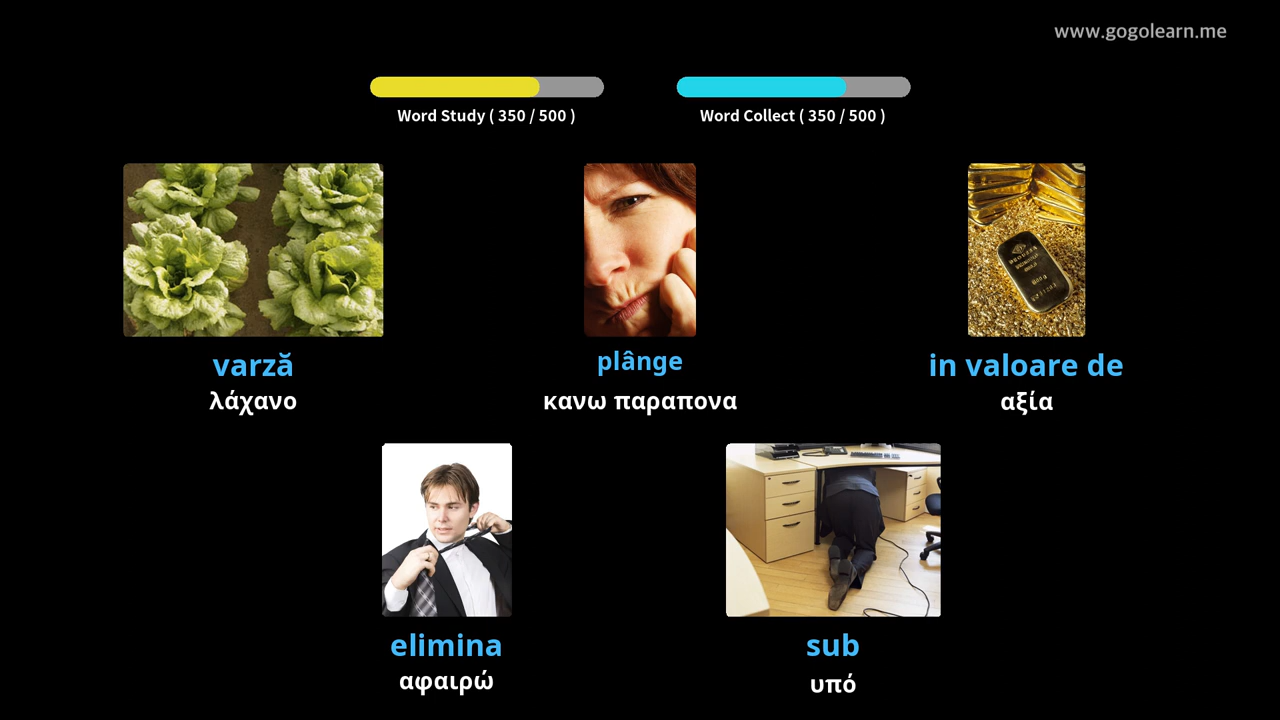 www.gogolearn.me
Word Study ( 350 / 500 )
Word Collect ( 350 / 500 )
varză
λάχανο
plânge
κανω παραπονα
in valoare de
αξία
elimina
αφαιρώ
sub
υπό